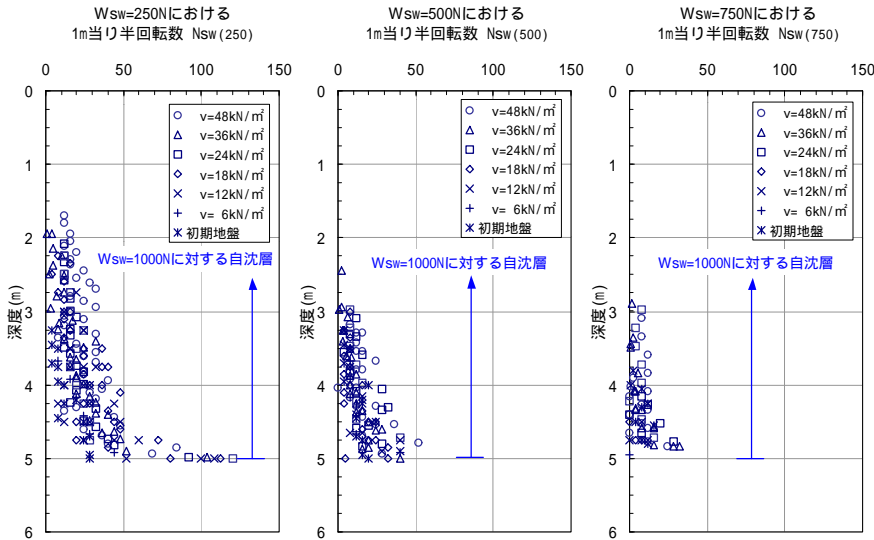 Wsw=250Nにおける
1m当り半回転数 Nsw(250)
0 50 100 150
0
1
2
3
4
5
6
深度(m)
v=48kN/㎡
v=36kN/㎡
v=24kN/㎡
v=18kN/㎡
v=12kN/㎡
v= 6kN/㎡
初期地盤
Wsw=1000Nに対する自沈層
Wsw=500Nにおける
1m当り半回転数 Nsw(500)
0 50 100 150
0
1
2
3
4
5
6
深度(m)
v=48kN/㎡
v=36kN/㎡
v=24kN/㎡
v=18kN/㎡
v=12kN/㎡
v= 6kN/㎡
初期地盤
Wsw=1000Nに対する自沈層
Wsw=750Nにおける
1m当り半回転数 Nsw(750)
0 50 100 150
0
1
2
3
4
5
6
深度(m)
v=48kN/㎡
v=36kN/㎡
v=24kN/㎡
v=18kN/㎡
v=12kN/㎡
v= 6kN/㎡
初期地盤
Wsw=1000Nに対する自沈層